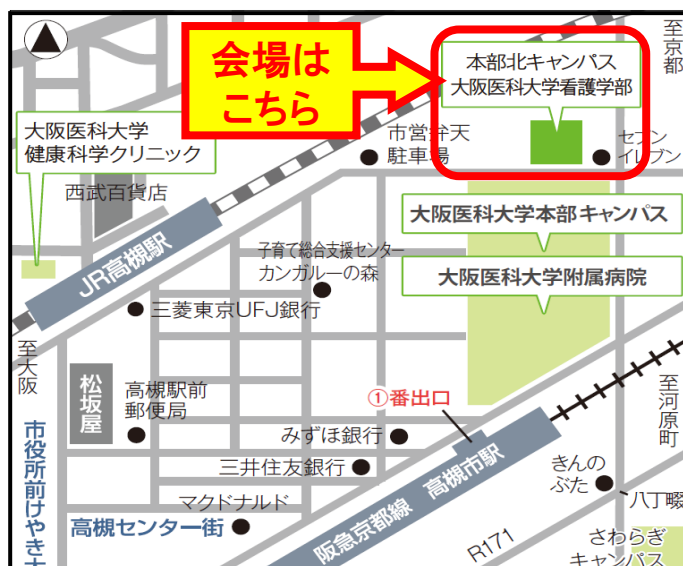 会場は
こちら
本部北キャンパス
大阪医科大学看護学部
至京都
大阪医科大学
健康科学クリニック
市営弁天
駐車場
セブン
イレブン
西武百貨店
大阪医科大学本部キャンパス
JR高槻駅
子育て総合支援センター
カンガルーの森
大阪医科大学附属病院
三菱東京UFJ銀行
至大阪
松坂屋
高槻駅前
郵便局
①番出口
至河原町
みずほ銀行
三井住友銀行
阪急京都線 高槻市駅
きんの
ぶた
八丁畷
マクドナルド
高槻センター街
市役所前けやき
R171
さわらぎ
キャンパス